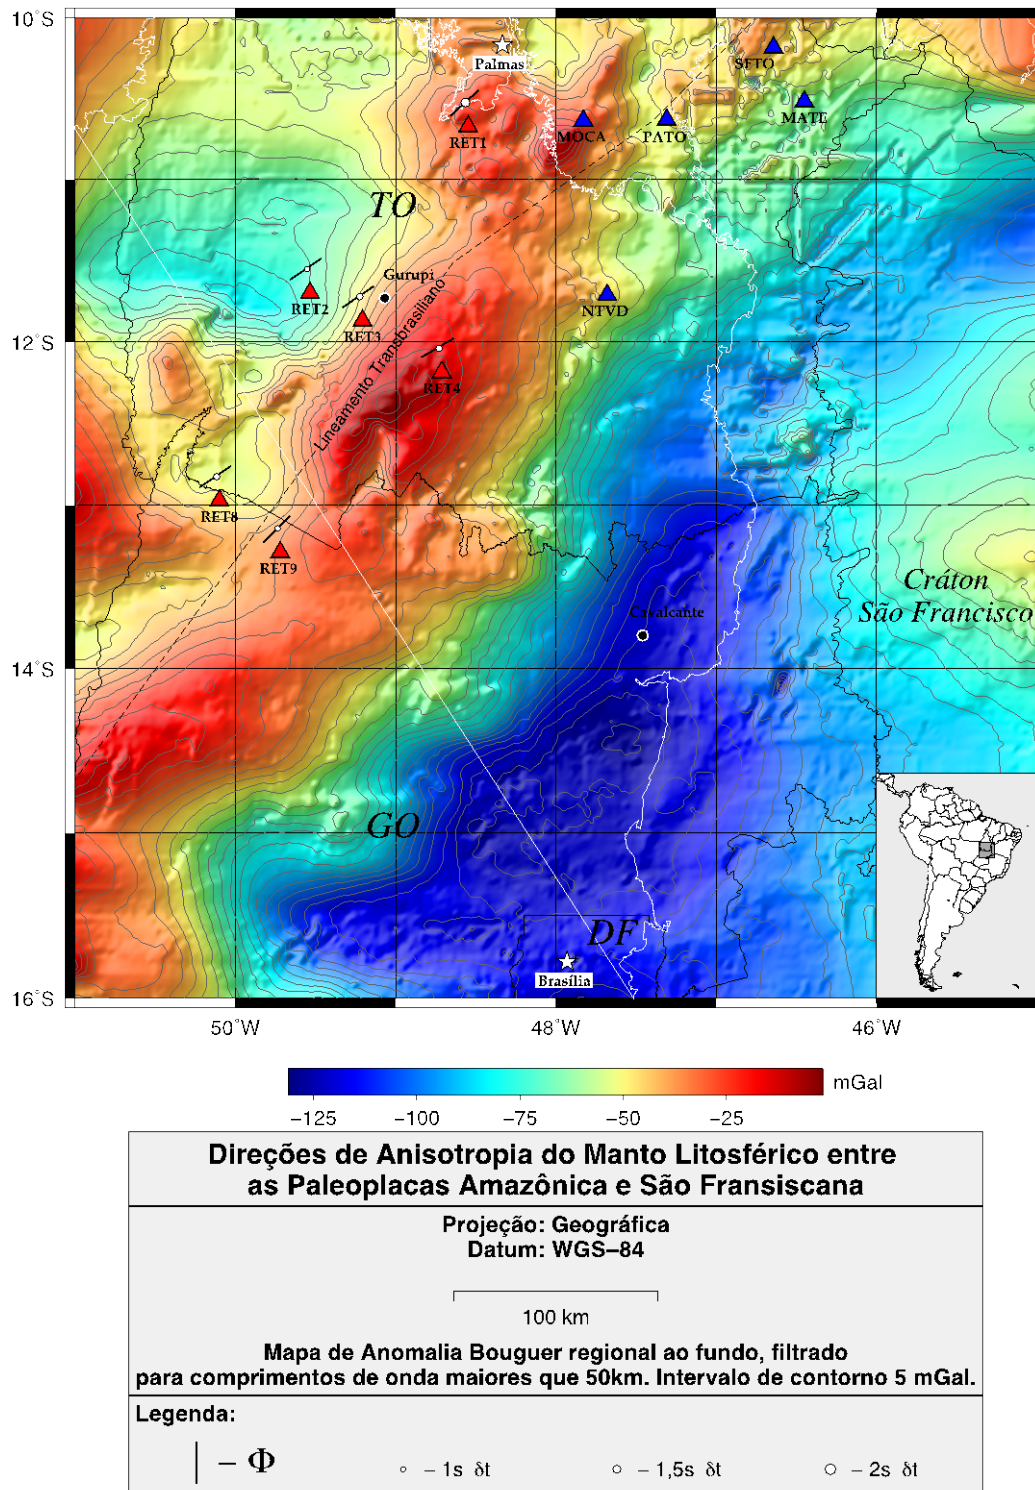 10°S
Palmas
SFTO
MATE
RET1
MOCA
PATO
TO
Gurupi
RET2
RET3
NTVD
12°S
Lineamento Transbrasiliano
RET4
RET8
RET9
Cráton
São Francisco
Cavalcante
14°S
GO
DF
Brasília
16°S
50°W
48°W
46°W
mGal
−125
−100
−75
−50
−25
Direções de Anisotropia do Manto Litosférico entre
as Paleoplacas Amazônica e São Fransiscana
Projeção: Geográfica
Datum: WGS−84
100 km
Mapa de Anomalia Bouguer regional ao fundo, filtrado
para comprimentos de onda maiores que 50km. Intervalo de contorno 5 mGal.
Legenda:
− Φ
− 1s δt
− 1,5s δt
− 2s δt